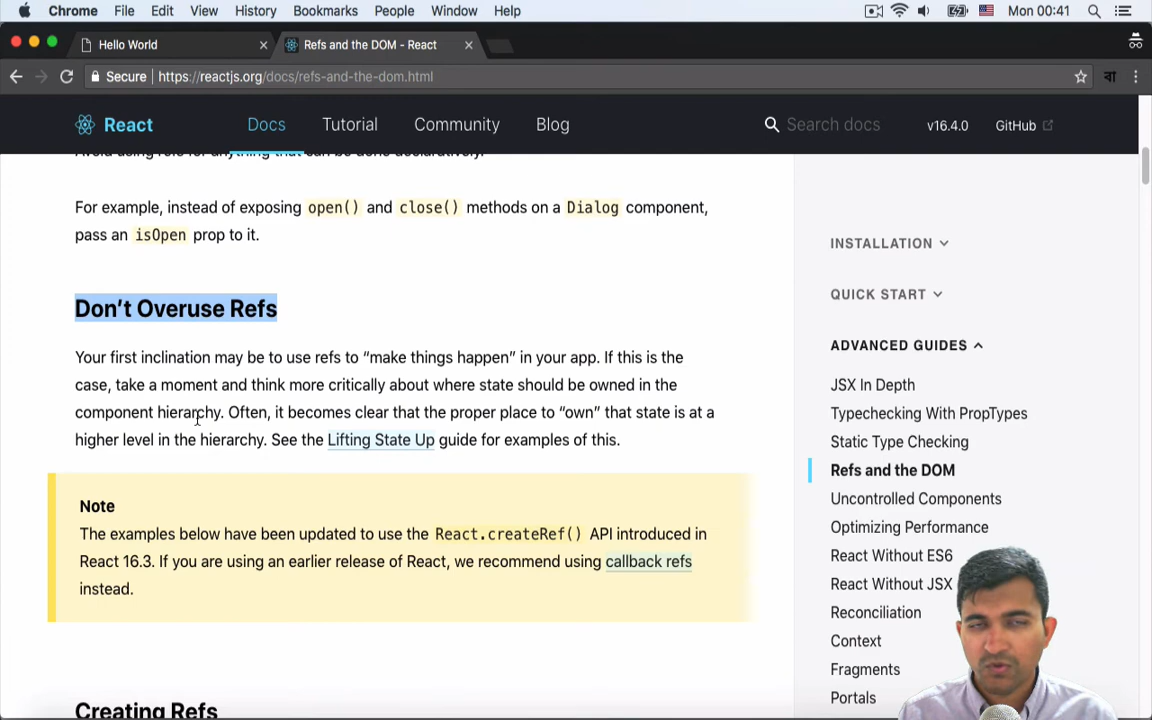 Chrome File Edit View History Bookmarks People Window Help Mon 00:41
Hello World
Refs and the DOM - React
Secure https://reactjs.org/docs/refs-and-the-dom.html বা
React Docs Tutorial Community Blog Search docs v16.4.0 GitHub
Avoid using refs for anything that can be done declaratively.
For example, instead of exposing open() and close() methods on a Dialog component,
pass an isOpen prop to it.
Don’t Overuse Refs
Your first inclination may be to use refs to “make things happen” in your app. If this is the
case, take a moment and think more critically about where state should be owned in the
component hierarchy. Often, it becomes clear that the proper place to “own” that state is at a
higher level in the hierarchy. See the Lifting State Up guide for examples of this.
Note
The examples below have been updated to use the React.createRef() API introduced in
React 16.3. If you are using an earlier release of React, we recommend using callback refs
instead.
Creating Refs
INSTALLATION
QUICK START
ADVANCED GUIDES
JSX In Depth
Typechecking With PropTypes
Static Type Checking
Refs and the DOM
Uncontrolled Components
Optimizing Performance
React Without ES6
React Without JSX
Reconciliation
Context
Fragments
Portals